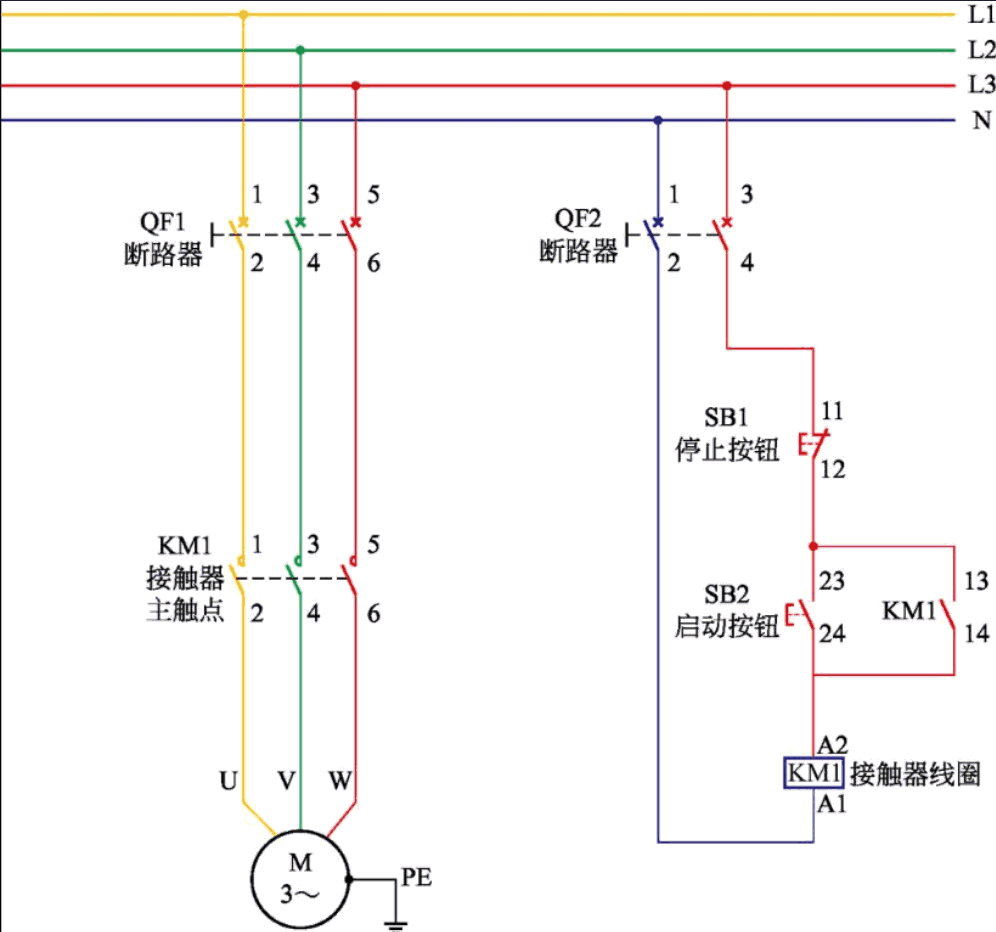 L1
L2
L3
N
QF1
断路器
1
3
5
2
4
6
QF2
断路器
1
3
2
4
SB1
停止按钮
11
12
KM1
接触器
主触点
1
3
5
2
4
6
SB2
启动按钮
23
24
KM1
13
14
U
V
W
A2
KM1
接触器线圈
A1
M
3～
PE